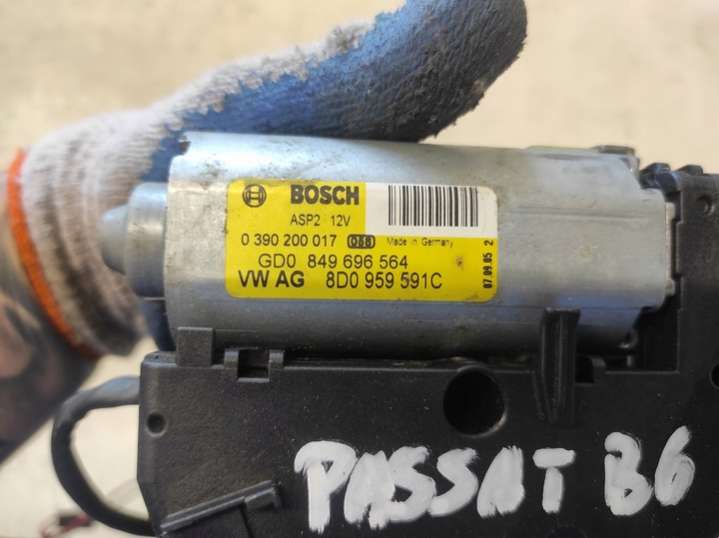 BOSCH
ASP2 12V
0 390 200 017 088 Made in Germany
GD0 849 696 564
VW AG 8D0 959 591C
07.09.05 2
PASSAT B6